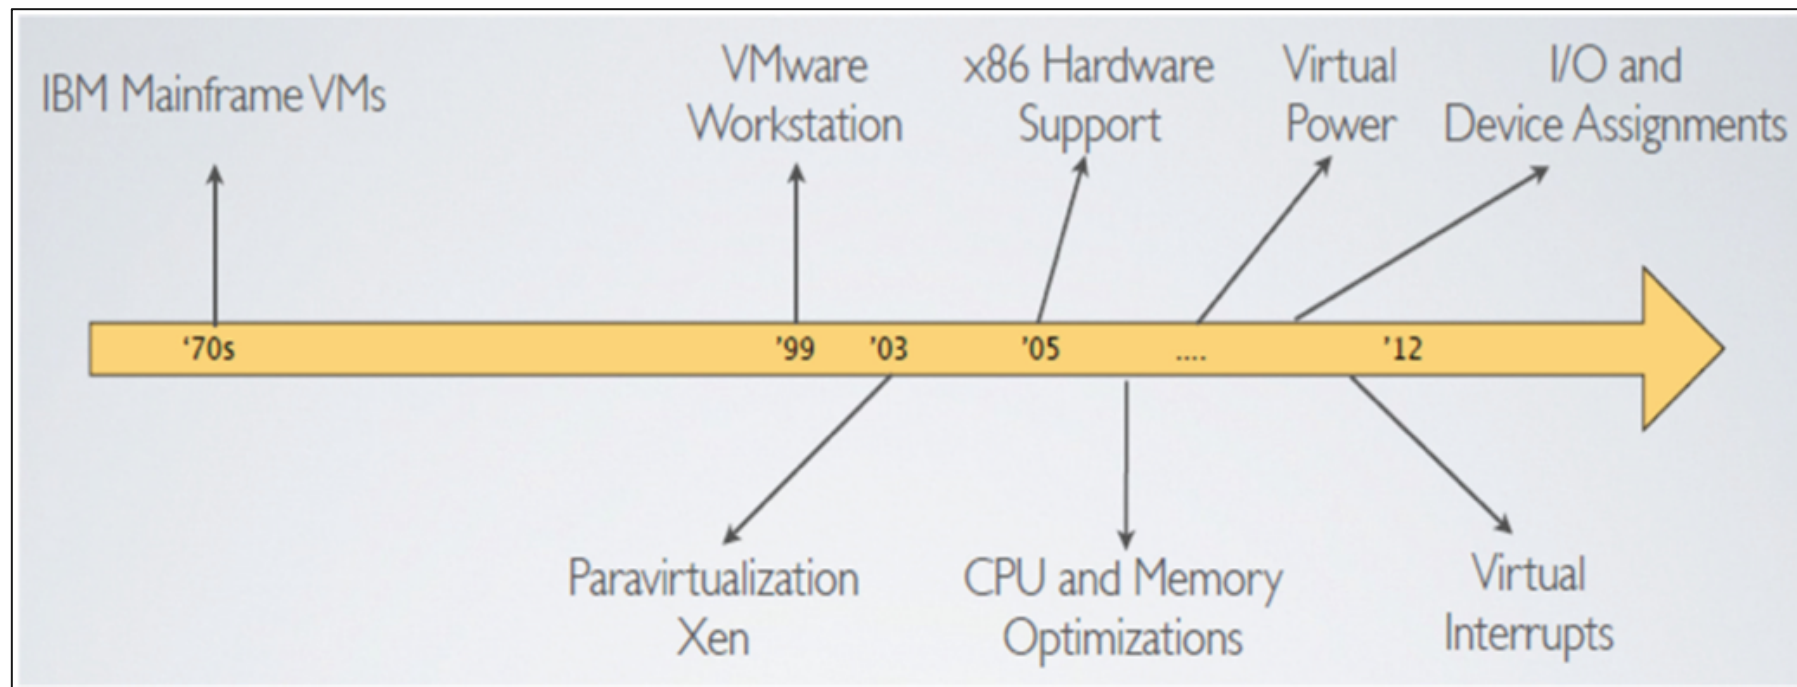 IBM Mainframe VMs
VMware
Workstation
x86 Hardware
Support
Virtual
Power
I/O and
Device Assignments
‘70s ’99 ’03 ’05 .... ’12
Paravirtualization
Xen
CPU and Memory
Optimizations
Virtual
Interrupts